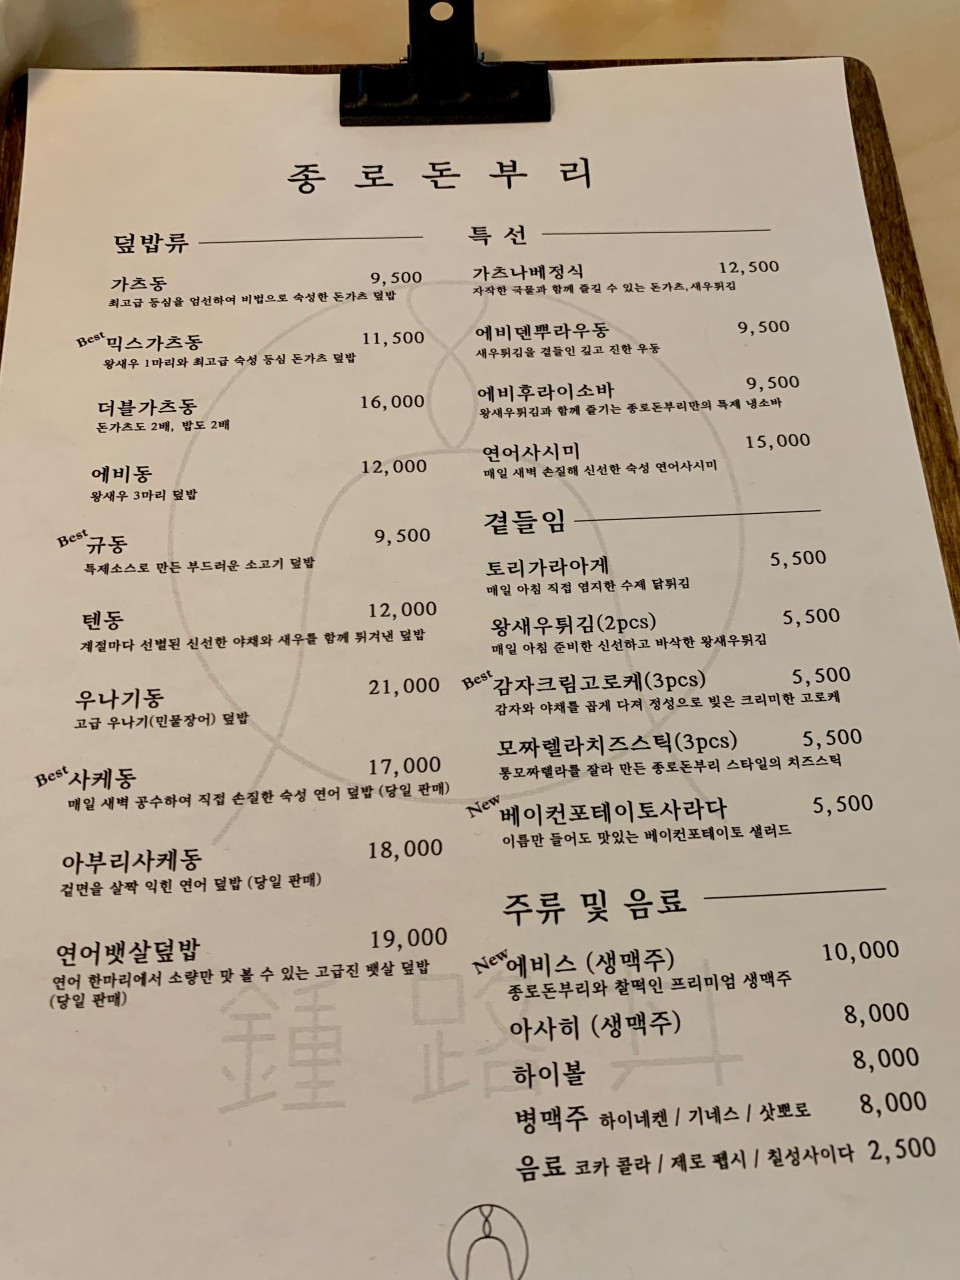 종로돈부리
덮밥류
가츠동 9,500
최고급 등심을 엄선하여 비법으로 숙성한 돈가츠 덮밥
Best 믹스가츠동 11,500
왕새우 1마리와 최고급 숙성 등심 돈가츠 덮밥
더블가츠동 16,000
돈가츠도 2배, 밥도 2배
에비동 12,000
왕새우 3마리 덮밥
Best 규동 9,500
특제소스로 만든 부드러운 소고기 덮밥
텐동 12,000
계절마다 선별된 신선한 야채와 새우를 함께 튀겨낸 덮밥
우나기동 21,000
고급 우나기(민물장어) 덮밥
Best 사케동 17,000
매일 새벽 공수하여 직접 손질한 숙성 연어 덮밥 (당일 판매)
아부리사케동 18,000
겉면을 살짝 익힌 연어 덮밥 (당일 판매)
연어뱃살덮밥 19,000
연어 한마리에서 소량만 맛 볼 수 있는 고급진 뱃살 덮밥
(당일 판매)
특선
가츠나베정식 12,500
자작한 국물과 함께 즐길 수 있는 돈가츠,새우튀김
에비덴뿌라우동 9,500
새우튀김을 곁들인 깊고 진한 우동
에비후라이소바 9,500
왕새우튀김과 함께 즐기는 종로돈부리만의 특제 냉소바
연어사시미 15,000
매일 새벽 손질해 신선한 숙성 연어사시미
곁들임
토리가라아게 5,500
매일 아침 직접 염지한 수제 닭튀김
왕새우튀김(2pcs) 5,500
매일 아침 준비한 신선하고 바삭한 왕새우튀김
Best 감자크림고로케(3pcs) 5,500
감자와 야채를 곱게 다져 정성으로 빚은 크리미한 고로케
모짜렐라치즈스틱(3pcs) 5,500
통모짜렐라를 잘라 만든 종로돈부리 스타일의 치즈스틱
New 베이컨포테이토사라다 5,500
이름만 들어도 맛있는 베이컨포테이토 샐러드
주류 및 음료
New 에비스 (생맥주) 10,000
종로돈부리와 찰떡인 프리미엄 생맥주
아사히 (생맥주) 8,000
하이볼 8,000
병맥주 하이네켄 / 기네스 / 삿뽀로 8,000
음료 코카 콜라 / 제로 펩시 / 칠성사이다 2,500
鍾路丼